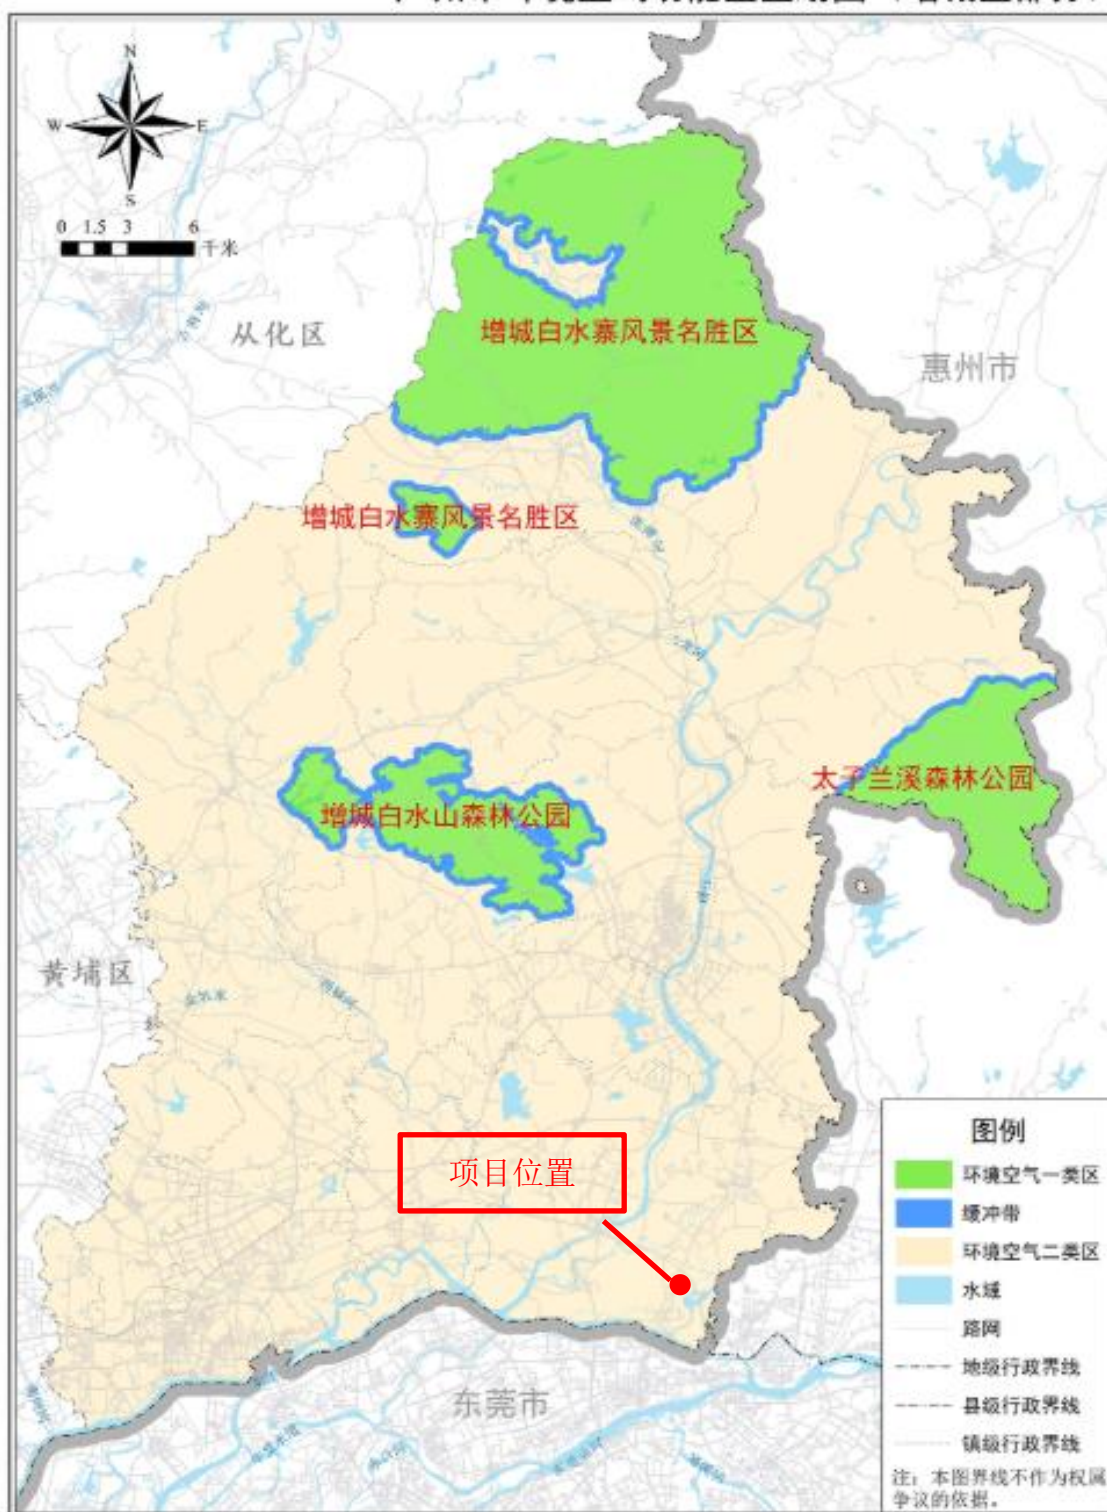 N
W
E
S
0 1.5 3 6
千米
从化区
惠州市
增城白水寨风景名胜区
增城白水寨风景名胜区
太子兰溪森林公园
增城白水山森林公园
黄埔区
项目位置
东莞市
图例
环境空气一类区
缓冲带
环境空气二类区
水域
路网
地级行政界线
县级行政界线
镇级行政界线
注：本图界线不作为权属
争议的依据。